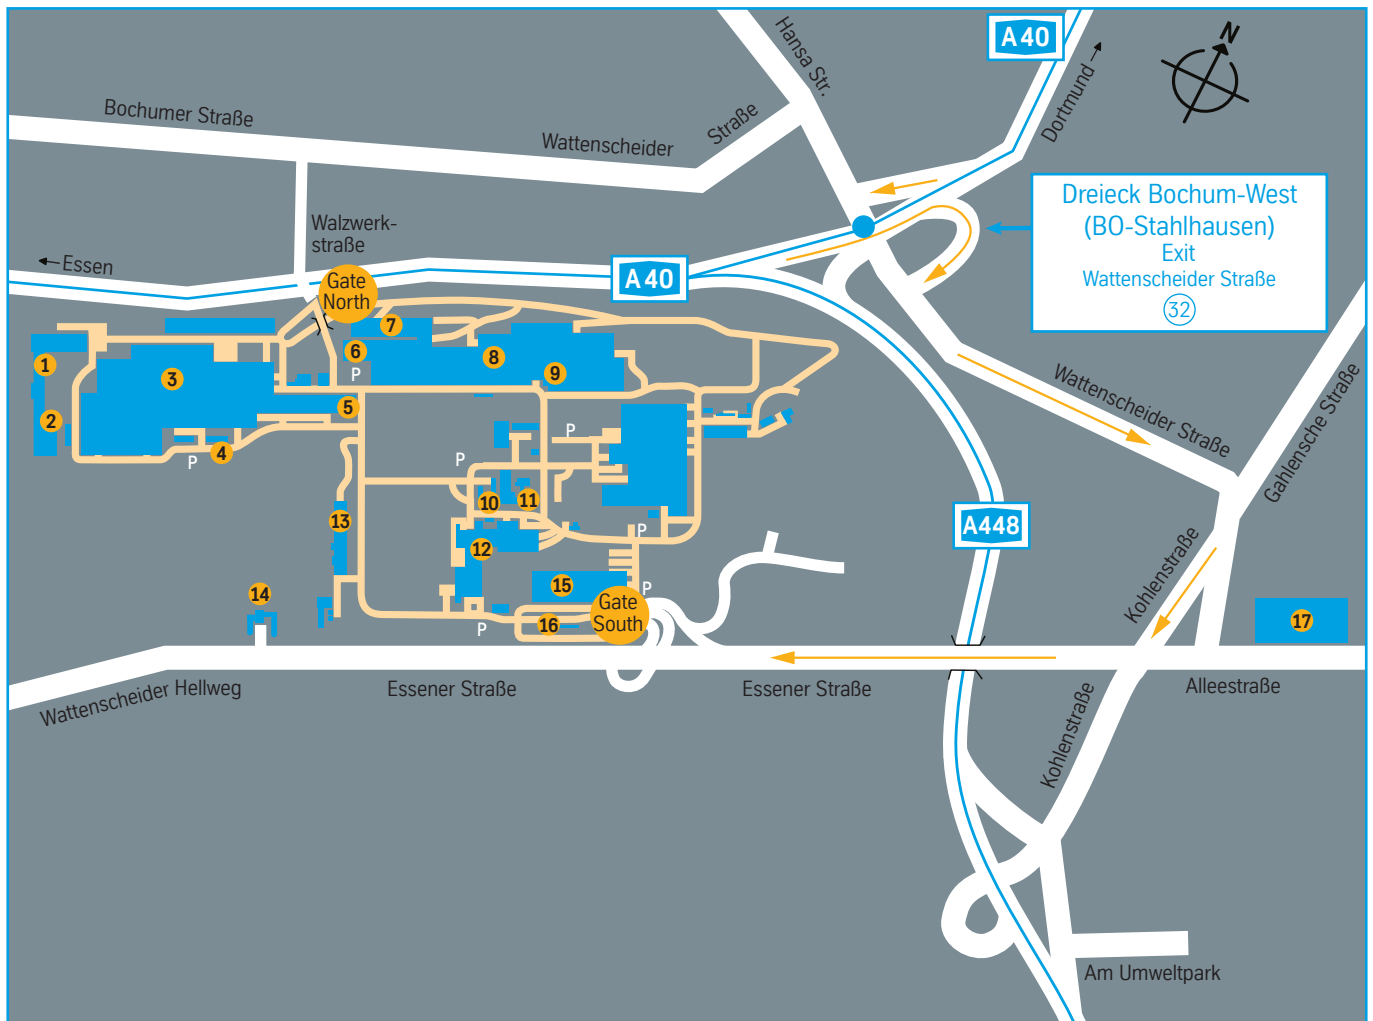 A 40
N
Hansa Str.
Dortmund
Bochumer Straße
Wattenscheider
Straße
Dreieck Bochum-West
(BO-Stahlhausen)
Exit
Wattenscheider Straße
32
Walzwerk-
straße
Essen
A 40
Gate
North
7
1
6
8
3
P
9
Wattenscheider Straße
Gahlensche Straße
5
2
P
4
P
P
10
11
13
P
A448
12
14
15
P
Kohlenstraße
Gate
South
16
P
17
Wattenscheider Hellweg
Essener Straße
Essener Straße
Alleestraße
Kohlenstraße
Am Umweltpark